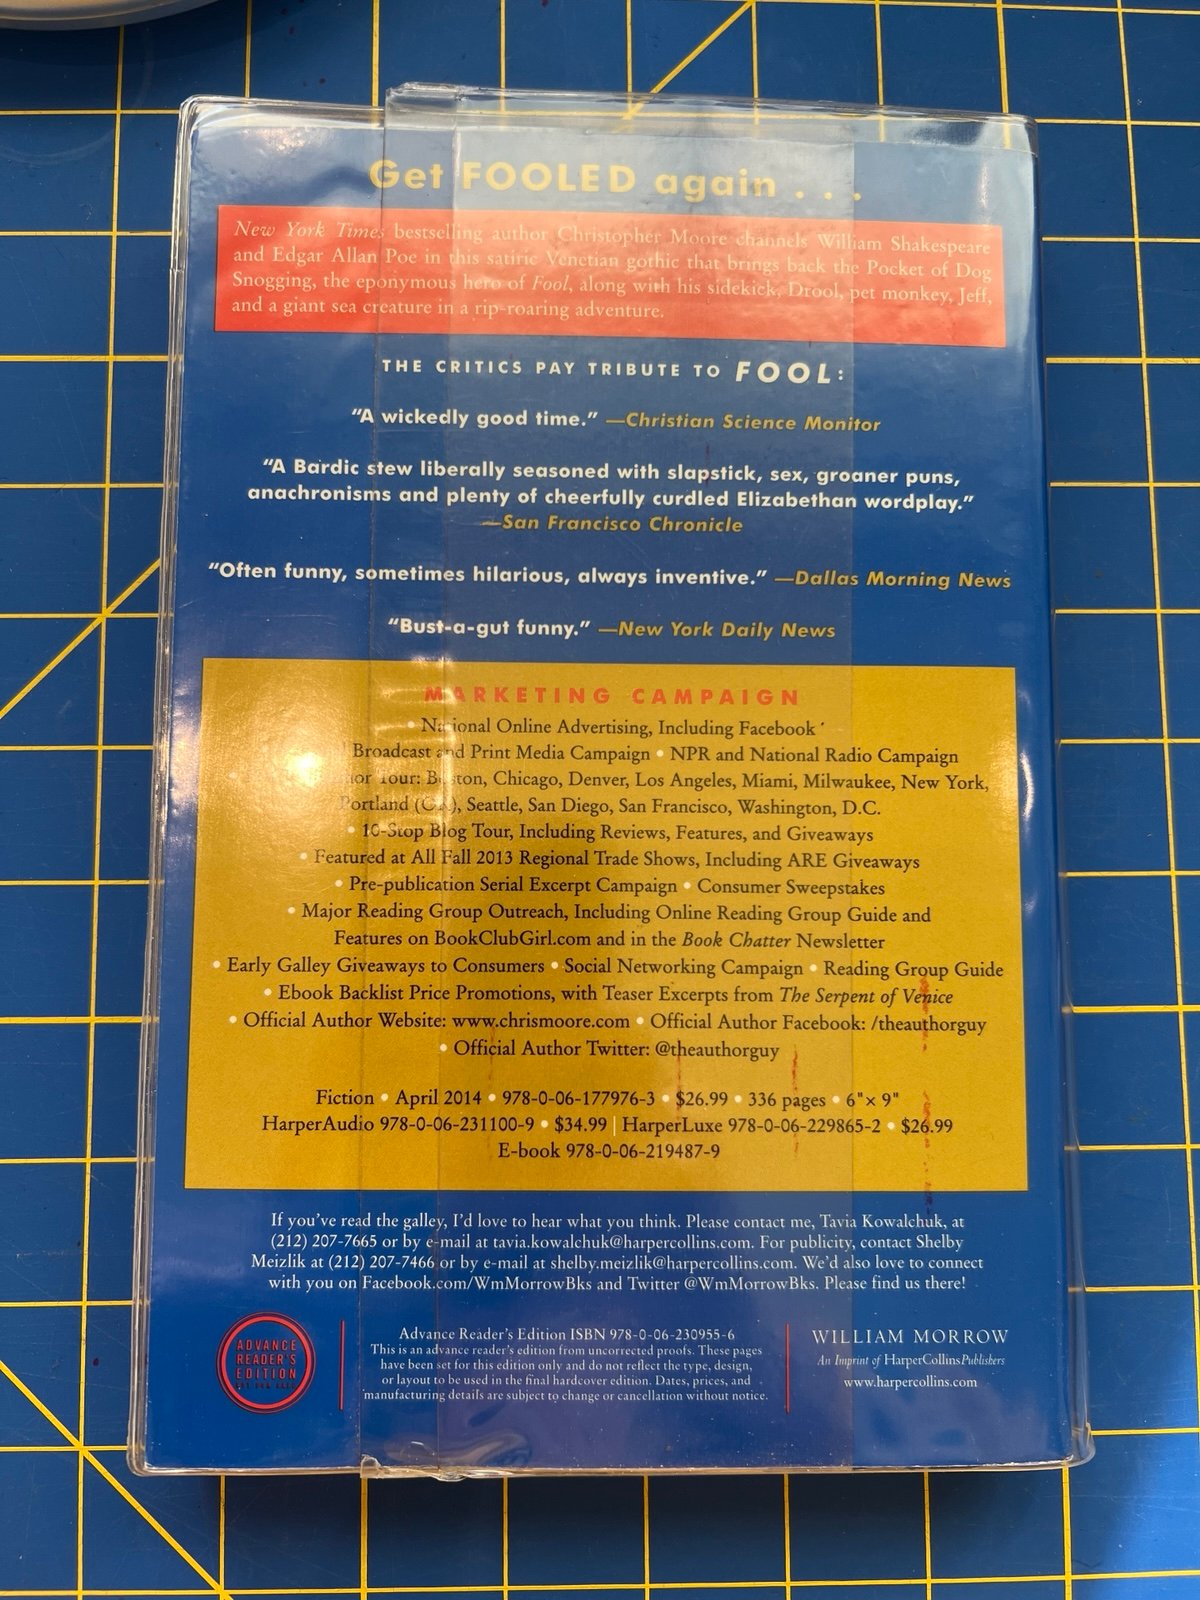 Get FOOLED again . . .
New York Times bestselling author Christopher Moore channels William Shakespeare
and Edgar Allan Poe in this satiric Venetian gothic that brings back the Pocket of Dog
Snogging, the eponymous hero of Fool, along with his sidekick, Drool, pet monkey, Jeff,
and a giant sea creature in a rip-roaring adventure.
THE CRITICS PAY TRIBUTE TO FOOL:
“A wickedly good time.” —Christian Science Monitor
“A Bardic stew liberally seasoned with slapstick, sex, groaner puns,
anachronisms and plenty of cheerfully curdled Elizabethan wordplay.”
—San Francisco Chronicle
“Often funny, sometimes hilarious, always inventive.” —Dallas Morning News
“Bust-a-gut funny.” —New York Daily News
MARKETING CAMPAIGN
• National Online Advertising, Including Facebook
Broadcast and Print Media Campaign • NPR and National Radio Campaign
Tour: Boston, Chicago, Denver, Los Angeles, Miami, Milwaukee, New York,
Portland (OR), Seattle, San Diego, San Francisco, Washington, D.C.
• 10-Stop Blog Tour, Including Reviews, Features, and Giveaways
• Featured at All Fall 2013 Regional Trade Shows, Including ARE Giveaways
• Pre-publication Serial Excerpt Campaign • Consumer Sweepstakes
• Major Reading Group Outreach, Including Online Reading Group Guide and
Features on BookClubGirl.com and in the Book Chatter Newsletter
• Early Galley Giveaways to Consumers • Social Networking Campaign • Reading Group Guide
• Ebook Backlist Price Promotions, with Teaser Excerpts from The Serpent of Venice
• Official Author Website: www.chrismoore.com • Official Author Facebook: /theauthorguy
• Official Author Twitter: @theauthorguy
Fiction • April 2014 • 978-0-06-177976-3 • $26.99 • 336 pages • 6"× 9"
HarperAudio 978-0-06-231100-9 • $34.99 | HarperLuxe 978-0-06-229865-2 • $26.99
E-book 978-0-06-219487-9
If you’ve read the galley, I’d love to hear what you think. Please contact me, Tavia Kowalchuk, at
(212) 207-7665 or by e-mail at tavia.kowalchuk@harpercollins.com. For publicity, contact Shelby
Meizlik at (212) 207-7466 or by e-mail at shelby.meizlik@harpercollins.com. We’d also love to connect
with you on Facebook.com/WmMorrowBks and Twitter @WmMorrowBks. Please find us there!
ADVANCE
READER'S
EDITION
NOT FOR SALE
Advance Reader’s Edition ISBN 978-0-06-230955-6
This is an advance reader’s edition from uncorrected proofs. These pages
have been set for this edition only and do not reflect the type, design,
or layout to be used in the final hardcover edition. Dates, prices, and
manufacturing details are subject to change or cancellation without notice.
WILLIAM MORROW
An Imprint of HarperCollinsPublishers
www.harpercollins.com